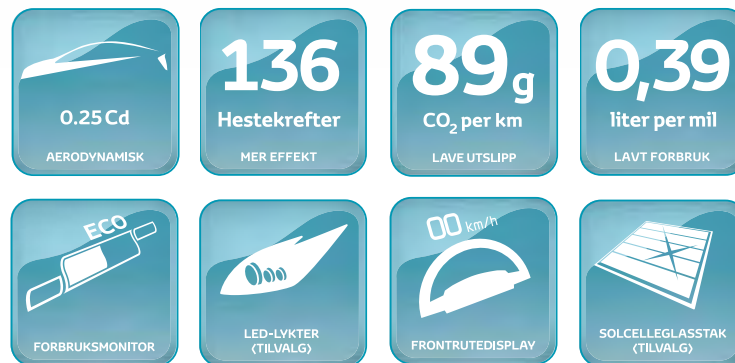 0.25 Cd
AERODYNAMISK
136
Hestekrefter
MER EFFEKT
89g
CO₂ per km
LAVE UTSLIPP
0,39
liter per mil
LAVT FORBRUK
ECO
FORBRUKSMONITOR
LED-LYKTER
(TILVALG)
00 km/h
FRONTRUTEDISPLAY
SOLCELLEGLASSTAK
(TILVALG)